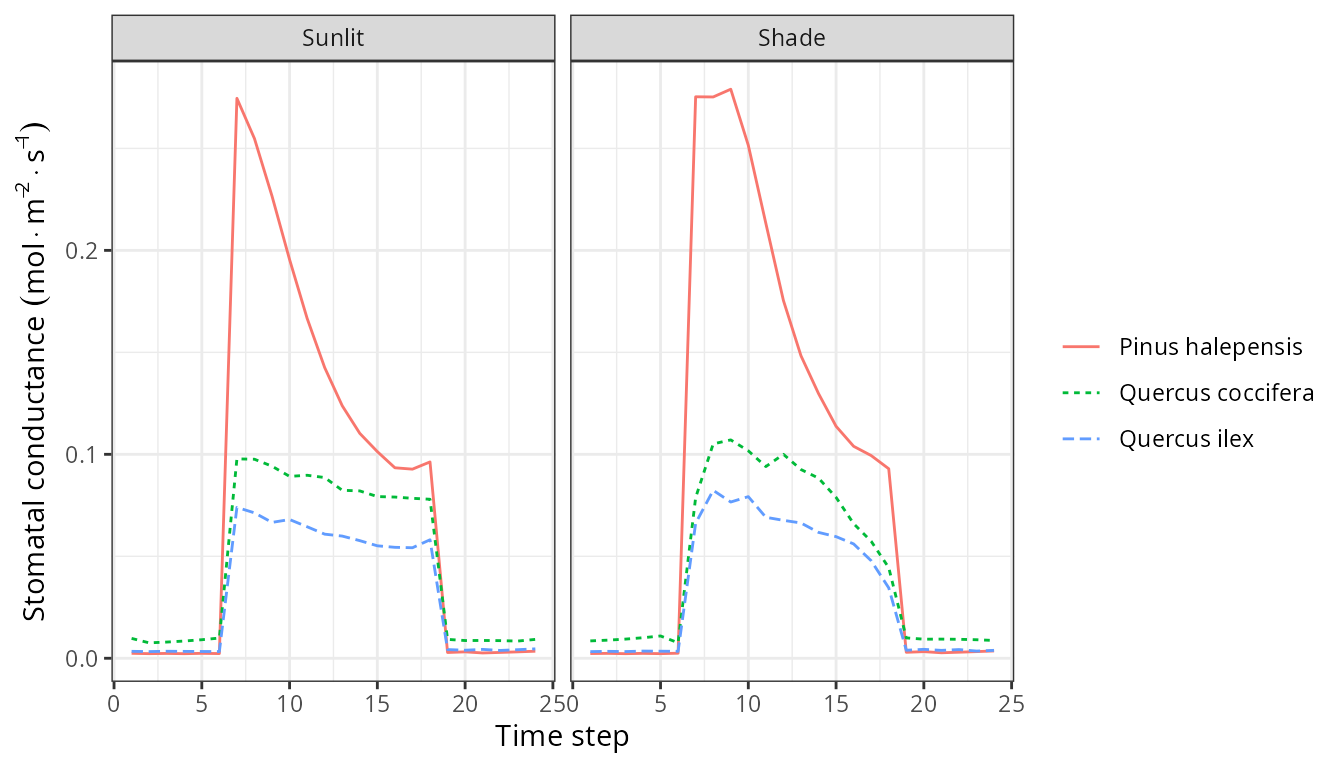 Sunlit
Shade
Stomatal conductance (mol · m⁻² · s⁻¹)
0.2
0.1
0.0
0 5 10 15 20 25
0 5 10 15 20 25
Time step
Pinus halepensis
Quercus coccifera
Quercus ilex